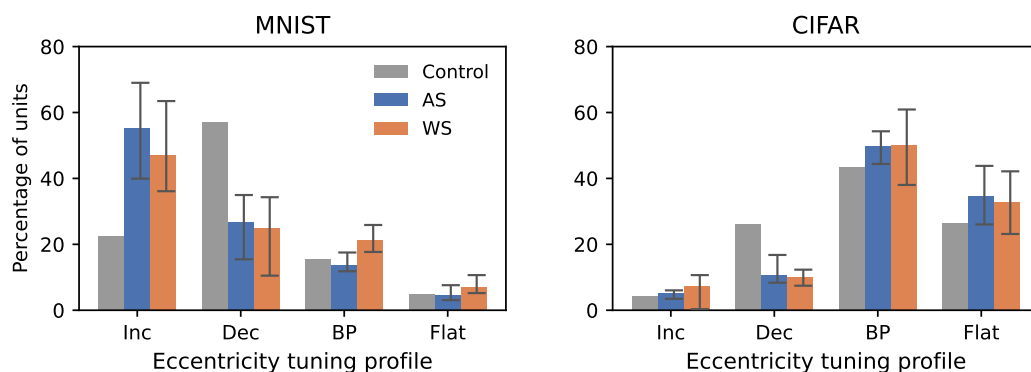 MNIST
80
60
40
20
0
Percentage of units
Control
AS
WS
Inc Dec BP Flat
Eccentricity tuning profile
CIFAR
80
60
40
20
0
Inc Dec BP Flat
Eccentricity tuning profile